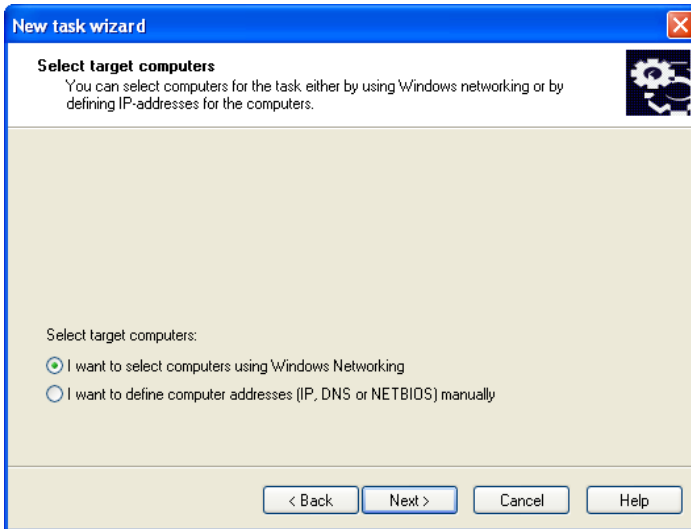 New task wizard
Select target computers
You can select computers for the task either by using Windows networking or by
defining IP-addresses for the computers.
Select target computers:
I want to select computers using Windows Networking
I want to define computer addresses (IP, DNS or NETBIOS) manually
< Back Next > Cancel Help